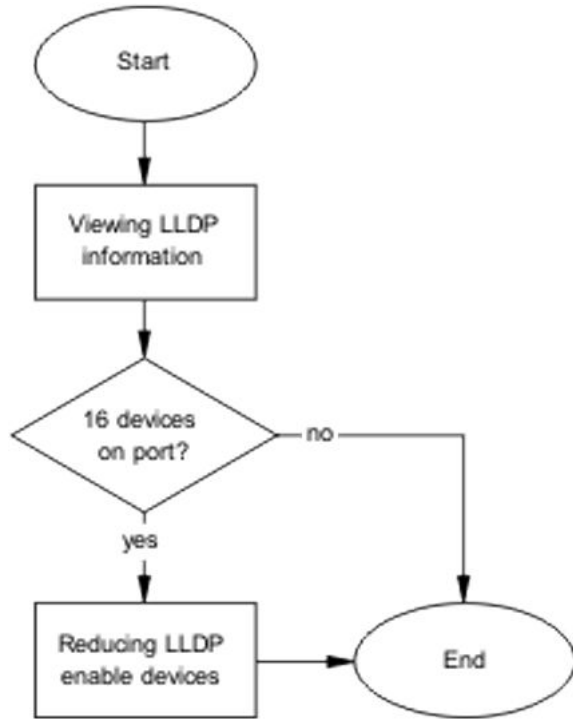 Start
Viewing LLDP
information
16 devices
on port?
no
yes
Reducing LLDP
enable devices
End